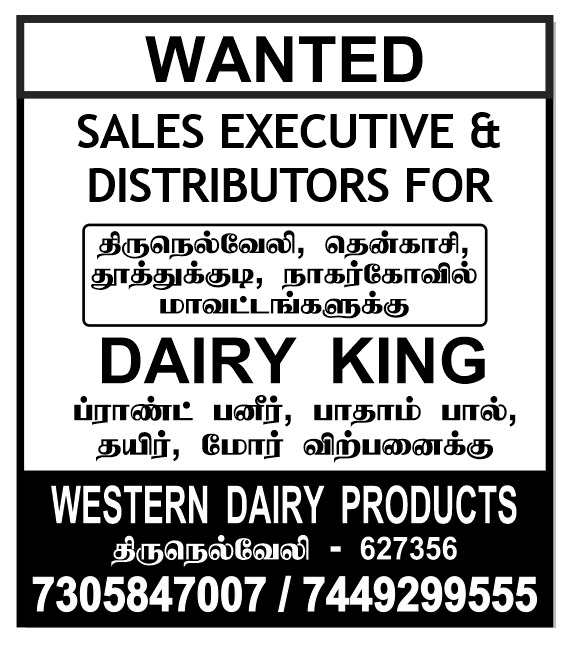 WANTED
SALES EXECUTIVE &
DISTRIBUTORS FOR
திருநெல்வேலி, தென்காசி,
தூத்துக்குடி, நாகர்கோவில்
மாவட்டங்களுக்கு
DAIRY KING
ப்ராண்ட் பனீர், பாதாம் பால்,
தயிர், மோர் விற்பனைக்கு
WESTERN DAIRY PRODUCTS
திருநெல்வேலி - 627356
7305847007 / 7449299555